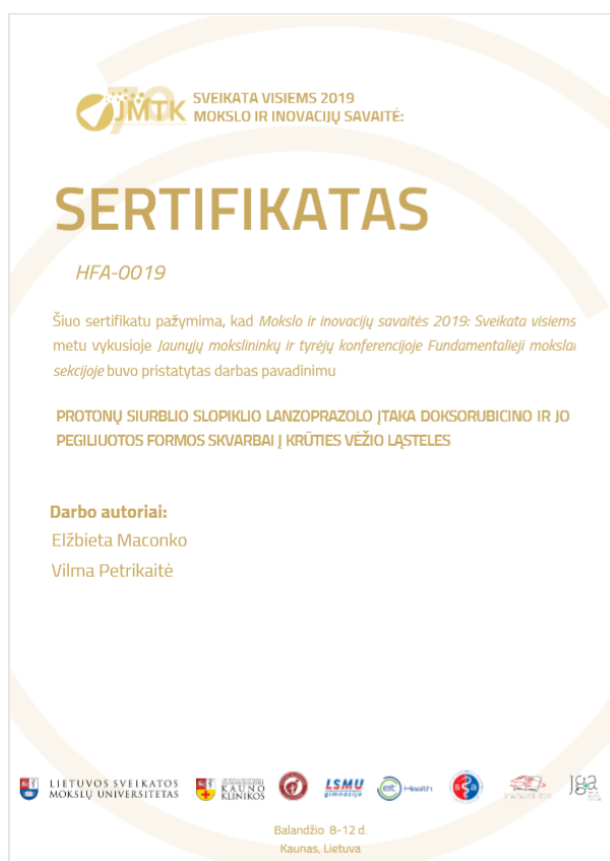 70
JMTK
SVEIKATA VISIEMS 2019
MOKSLO IR INOVACIJŲ SAVAITĖ:
SERTIFIKATAS
HFA-0019
Šiuo sertifikatu pažymima, kad Mokslo ir inovacijų savaitės 2019: Sveikata visiems
metu vykusioje Jaunųjų mokslininkų ir tyrėjų konferencijoje Fundamentalieji mokslai
sekcijoje buvo pristatytas darbas pavadinimu
PROTONŲ SIURBLIO SLOPIKLIO LANZOPRAZOLO ĮTAKA DOKSORUBICINO IR JO
PEGILIUOTOS FORMOS SKVARBAI Į KRŪTIES VĖŽIO LĄSTELES
Darbo autoriai:
Elžbieta Maconko
Vilma Petrikaitė
LIETUVOS SVEIKATOS
MOKSLŲ UNIVERSITETAS
KAUNO
KLINIKOS
LSMU
gimnazija
eit Health
Balandžio 8-12 d.
Kaunas, Lietuva